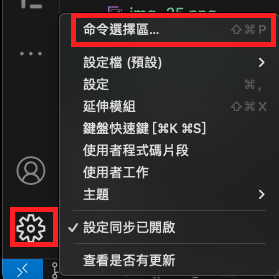 img_25.png
命令選擇區... ⇧⌘P
設定檔 (預設) >
設定 ⌘,
延伸模組 ⇧⌘X
鍵盤快速鍵 [⌘K ⌘S]
使用者程式碼片段
使用者工作
主題 >
✓ 設定同步已開啟
查看是否有更新